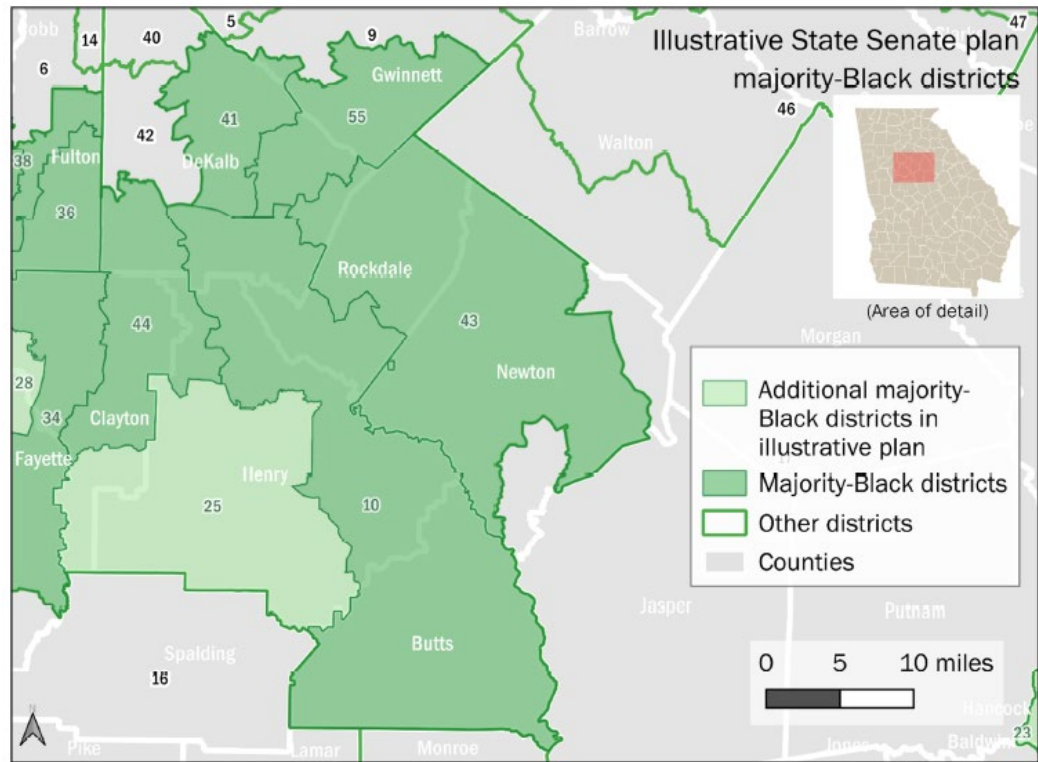 Illustrative State Senate plan
majority-Black districts
(Area of detail)
Additional majority-
Black districts in
illustrative plan
Majority-Black districts
Other districts
Counties
0 5 10 miles
N
5
47
14
40
9
Barrow
6
Gwinnett
46
42
41
55
Walton
38
Fulton
DeKalb
36
Rockdale
44
43
Morgan
28
Newton
34
Clayton
Fayette
Henry
25
10
Jasper
Putnam
Butts
Spalding
16
Hancock
23
Pike
Lamar
Monroe
Jones
Baldwin